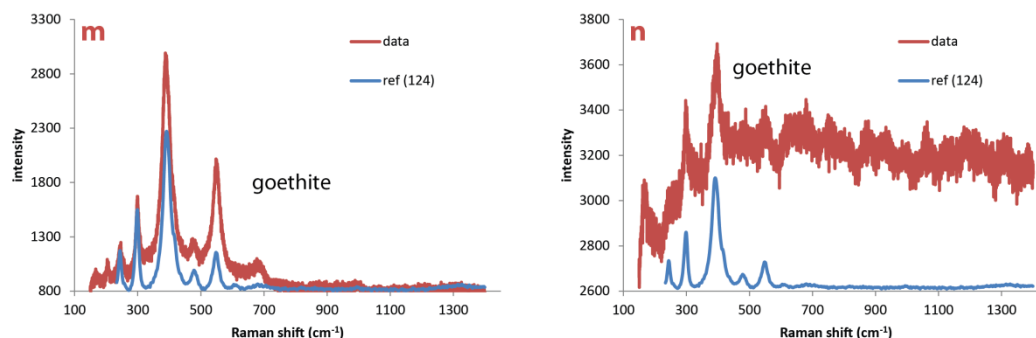 m
3300
2800
2300
1800
1300
800
intensity
data
ref (124)
goethite
100 300 500 700 900 1100 1300
Raman shift (cm⁻¹)
n
3800
3600
3400
3200
3000
2800
2600
intensity
data
ref (124)
goethite
100 300 500 700 900 1100 1300
Raman shift (cm⁻¹)